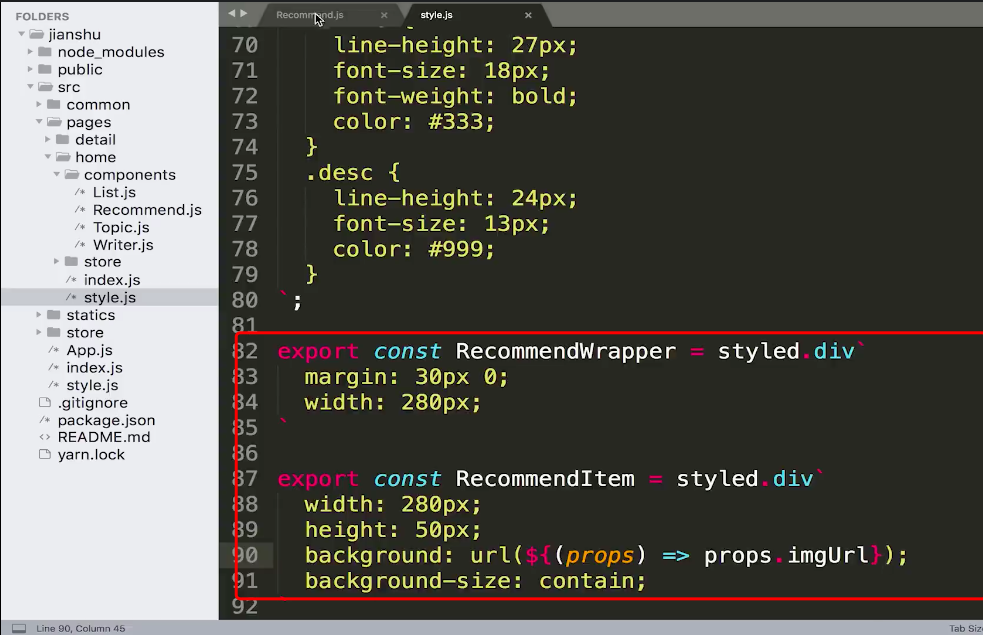 FOLDERS
jianshu
node_modules
public
src
common
pages
detail
home
components
/* List.js
/* Recommend.js
/* Topic.js
/* Writer.js
store
/* index.js
/* style.js
statics
store
/* App.js
/* index.js
/* style.js
.gitignore
/* package.json
<> README.md
yarn.lock
Recommend.js ×
style.js ×
70 line-height: 27px;
71 font-size: 18px;
72 font-weight: bold;
73 color: #333;
74 }
75 .desc {
76 line-height: 24px;
77 font-size: 13px;
78 color: #999;
79 }
80 `;
81
82 export const RecommendWrapper = styled.div`
83 margin: 30px 0;
84 width: 280px;
85 `
86
87 export const RecommendItem = styled.div`
88 width: 280px;
89 height: 50px;
90 background: url(${(props) => props.imgUrl});
91 background-size: contain;
92
Line 90, Column 45
Tab Siz